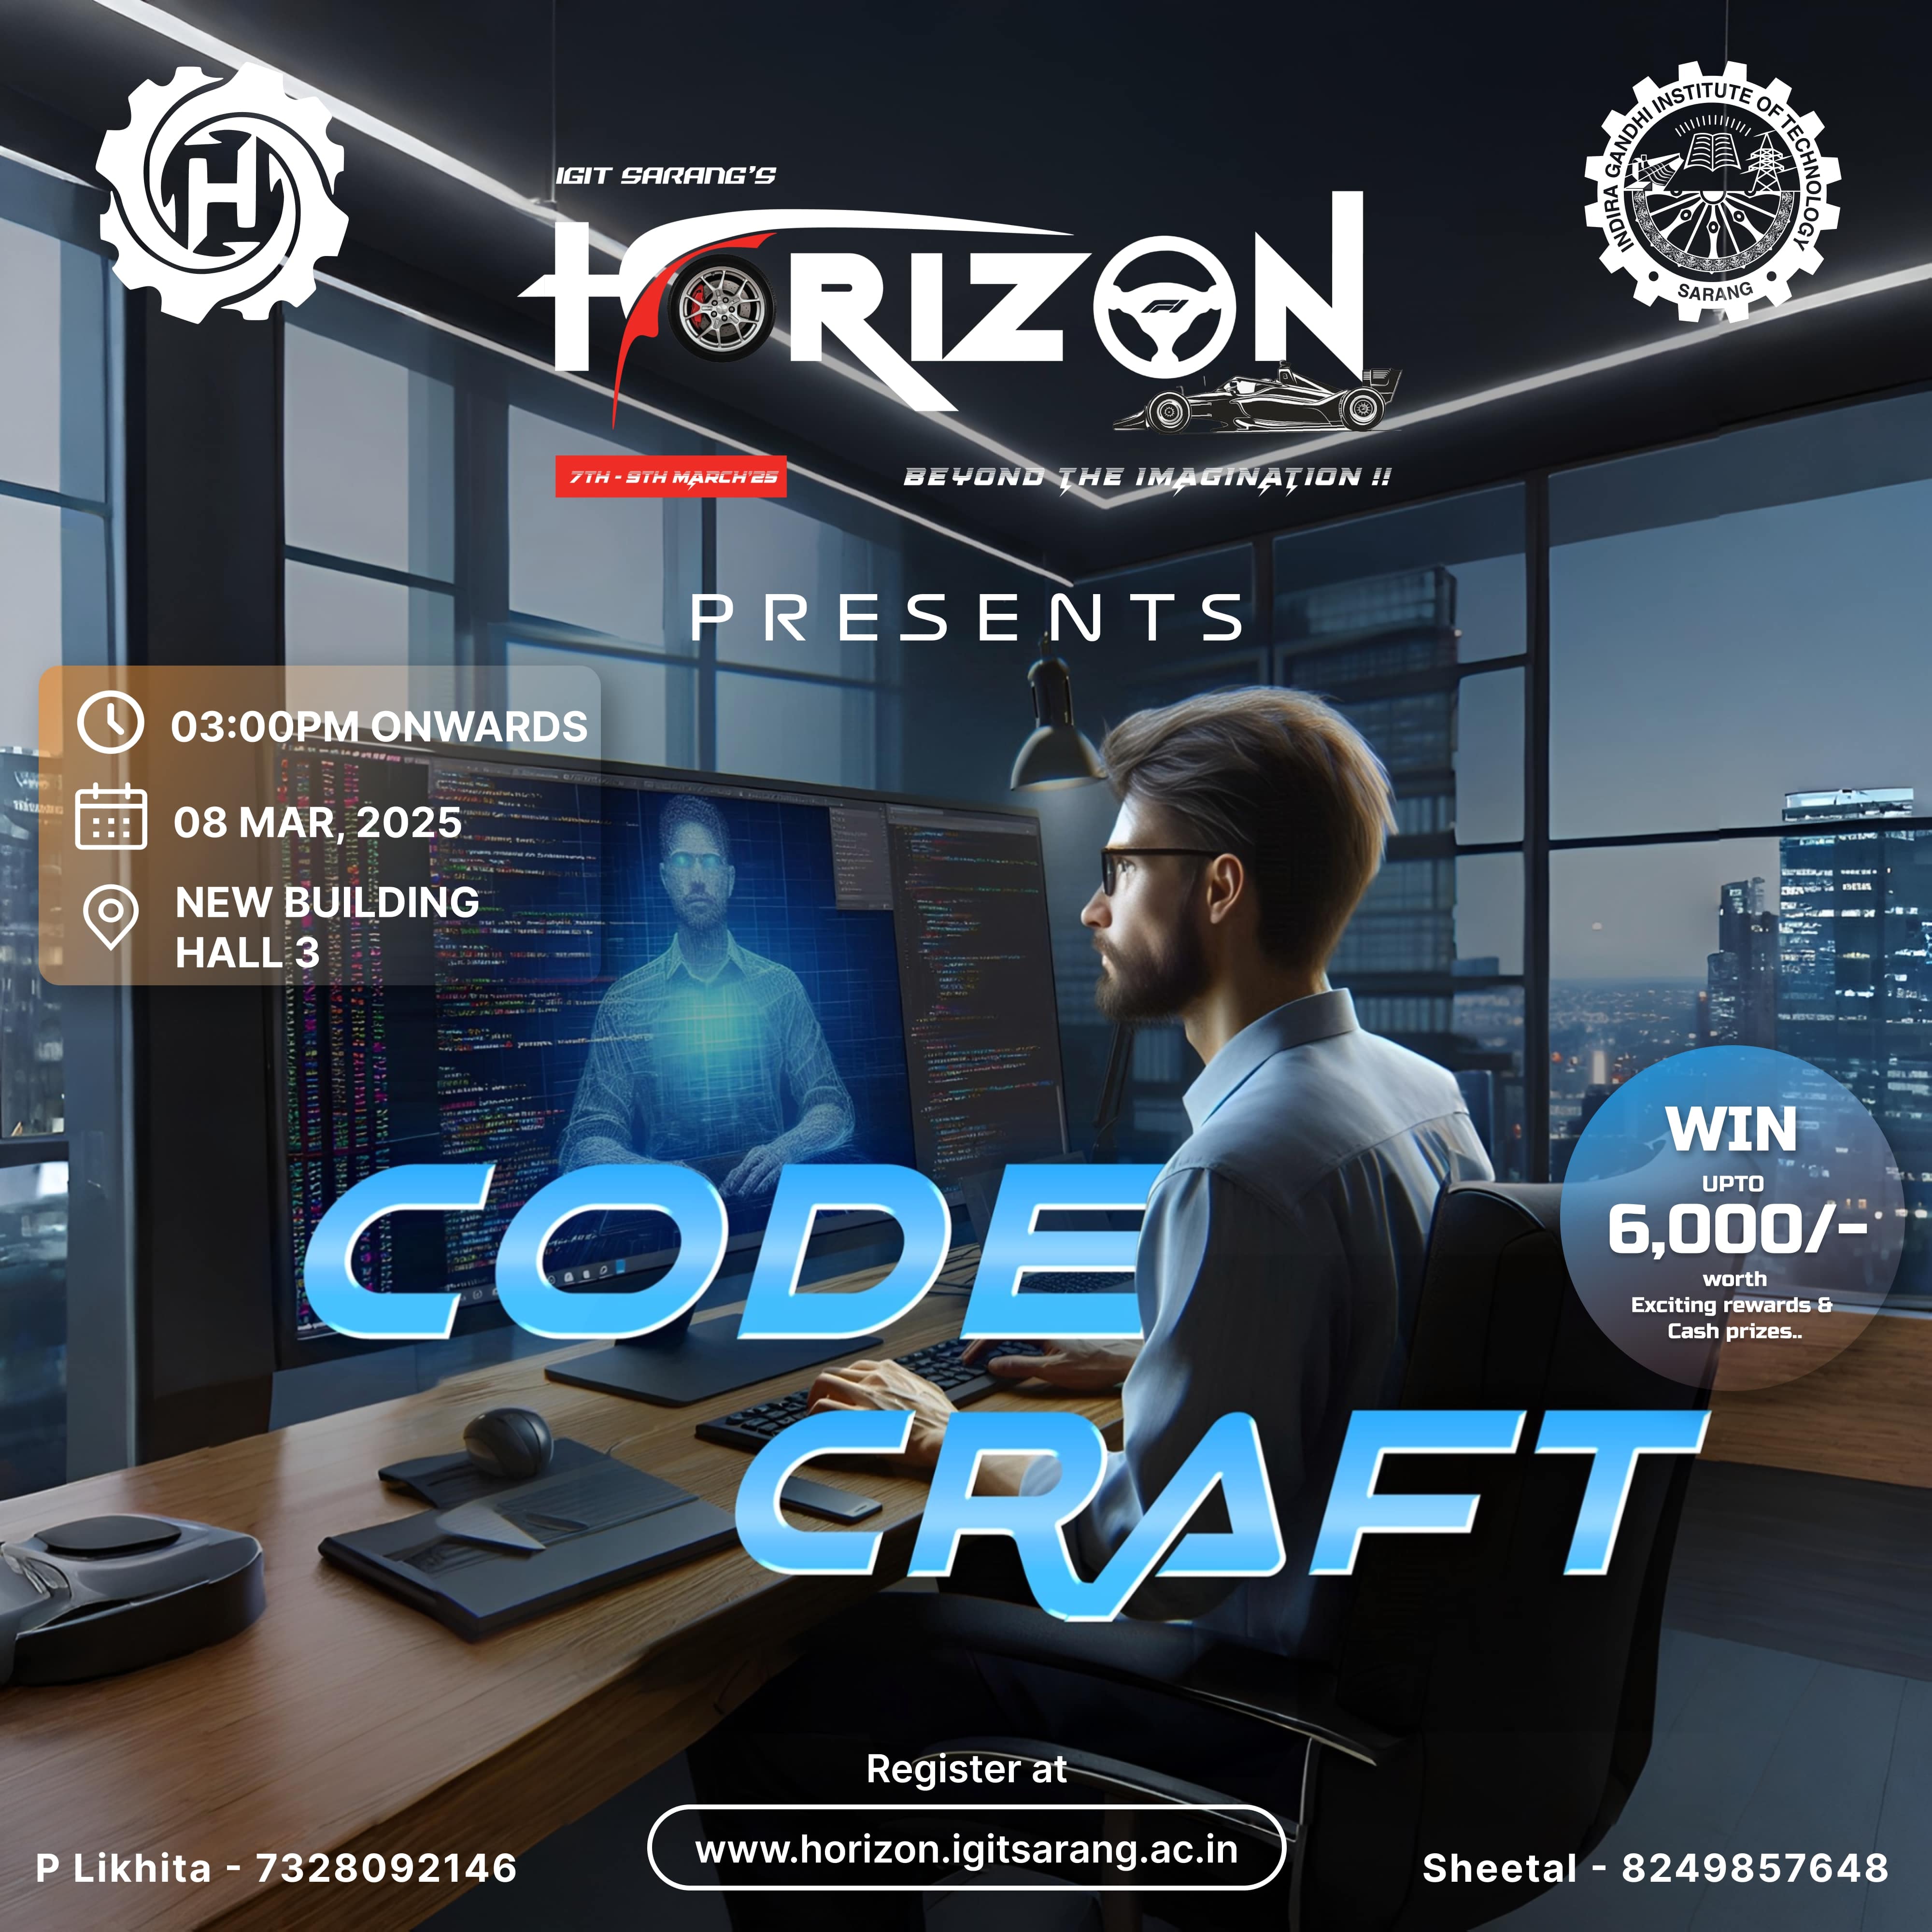 INDIRA GANDHI INSTITUTE OF TECHNOLOGY
SARANG
H
IGIT SARANG'S
HORIZON
7TH - 9TH MARCH'25
BEYOND THE IMAGINATION !!
PRESENTS
03:00PM ONWARDS
08 MAR, 2025
NEW BUILDING
HALL 3
WIN
UPTO
6,000/-
worth
Exciting rewards &
Cash prizes..
CODE
CRAFT
Register at
www.horizon.igitsarang.ac.in
P Likhita - 7328092146
Sheetal - 8249857648